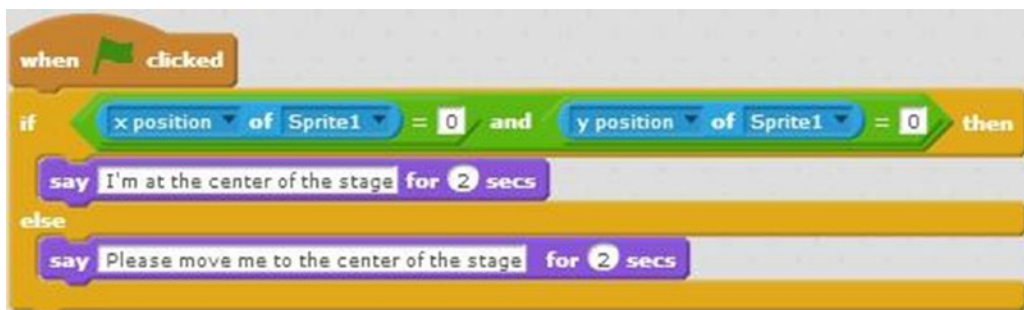 when clicked
if x position of Sprite1 = 0 and y position of Sprite1 = 0 then
say I'm at the center of the stage for 2 secs
else
say Please move me to the center of the stage for 2 secs